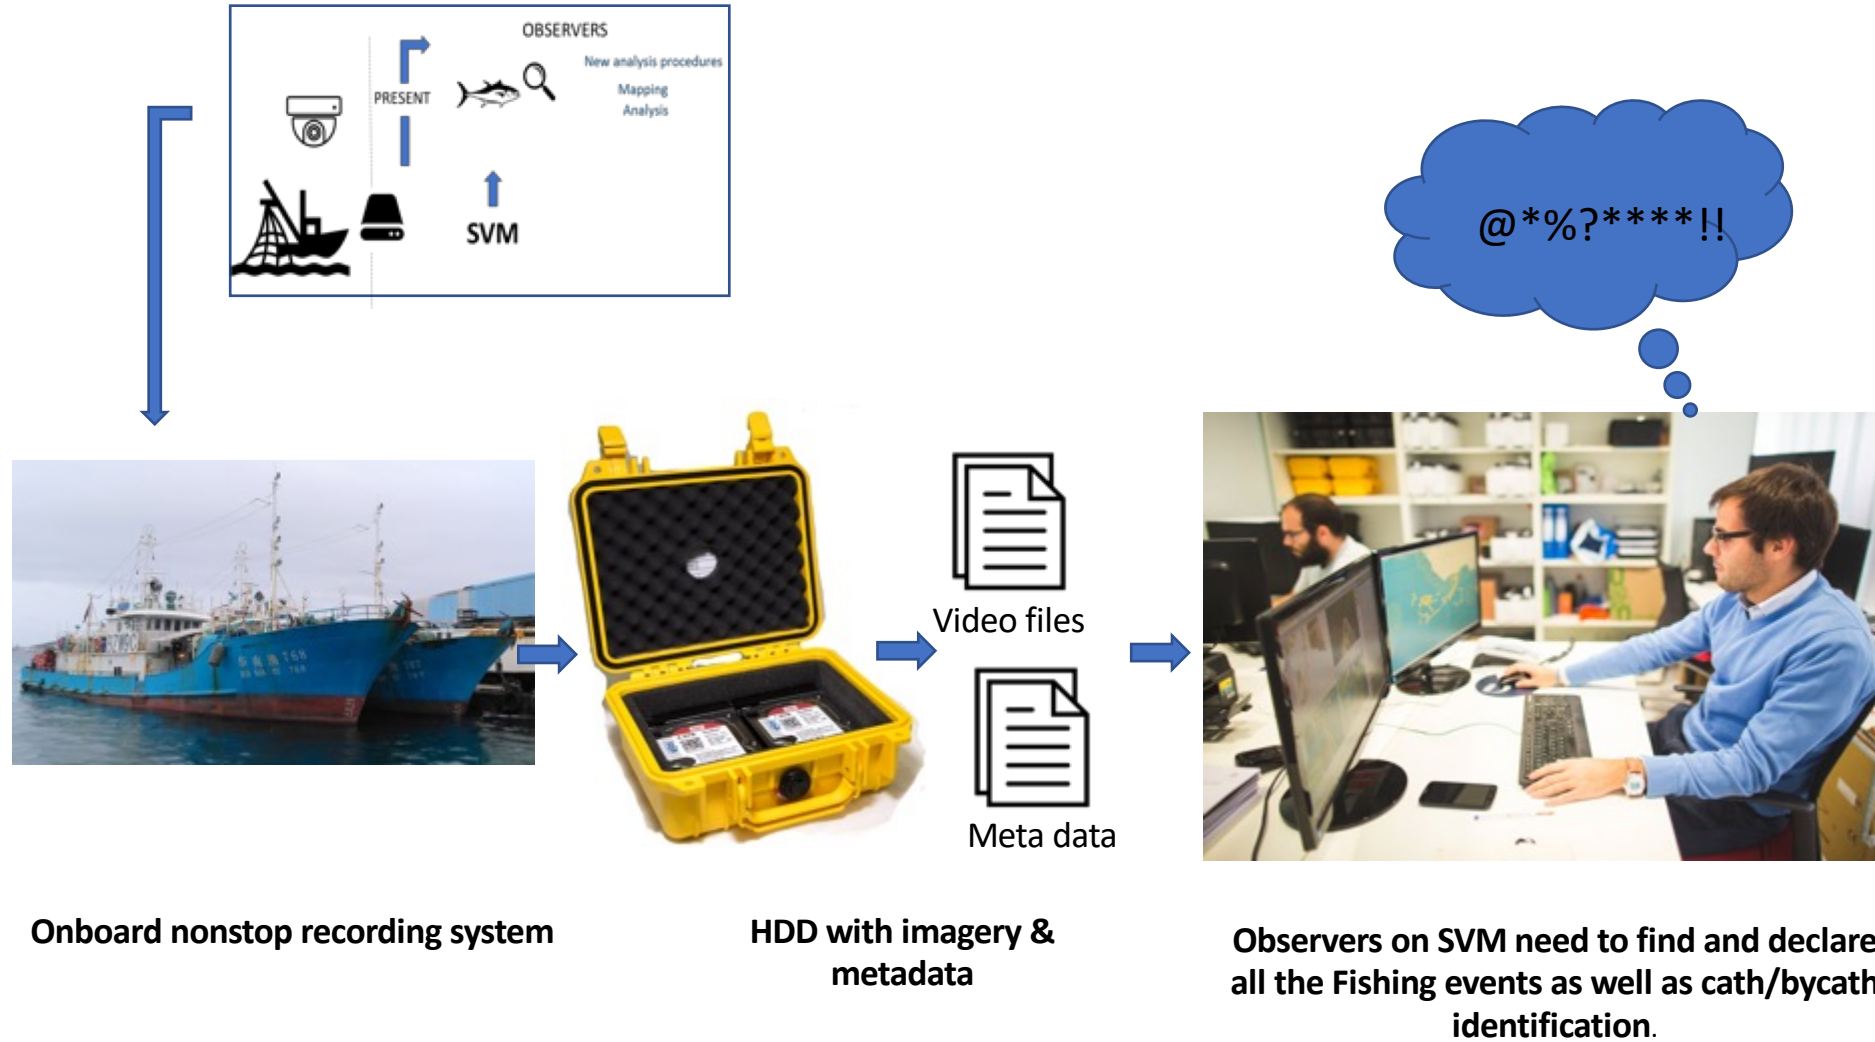 OBSERVERS
New analysis procedures
PRESENT
Mapping
Analysis
SVM
@*%?****!!
Video files
Meta data
Onboard nonstop recording system
HDD with imagery &
metadata
Observers on SVM need to find and declare
all the Fishing events as well as cath/bycath
identification.